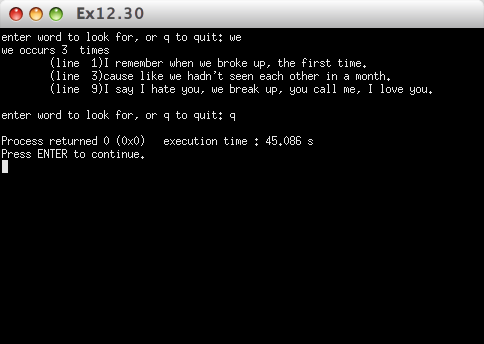 Ex12.30
enter word to look for, or q to quit: we
we occurs 3  times
        (line  1)I remember when we broke up, the first time.
        (line  3)cause like we hadn't seen each other in a month.
        (line  9)I say I hate you, we break up, you call me, I love you.
enter word to look for, or q to quit: q
Process returned 0 (0x0)   execution time : 45.086 s
Press ENTER to continue.